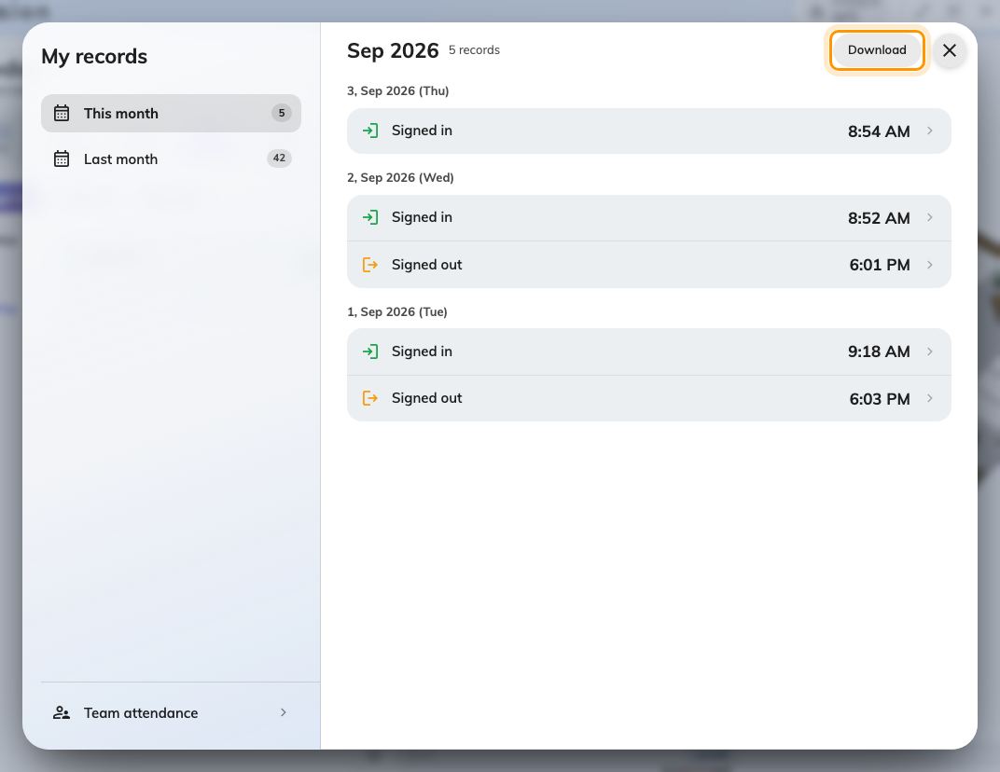 My records
This month
5
Last month
42
Team attendance
Sep 2026 5 records
Download
3, Sep 2026 (Thu)
Signed in 8:54 AM
2, Sep 2026 (Wed)
Signed in 8:52 AM
Signed out 6:01 PM
1, Sep 2026 (Tue)
Signed in 9:18 AM
Signed out 6:03 PM